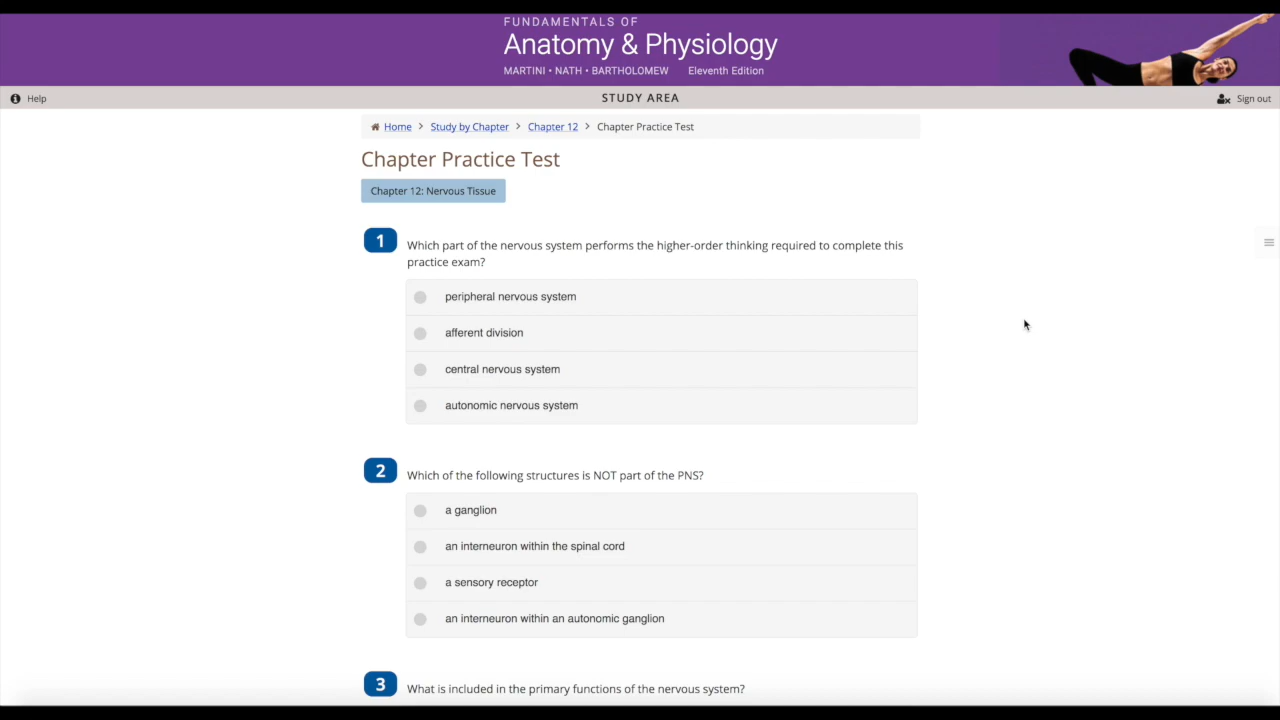 FUNDAMENTALS OF
Anatomy & Physiology
MARTINI • NATH • BARTHOLOMEW Eleventh Edition
Help
STUDY AREA
Sign out
Home > Study by Chapter > Chapter 12 > Chapter Practice Test
Chapter Practice Test
Chapter 12: Nervous Tissue
1
Which part of the nervous system performs the higher-order thinking required to complete this
practice exam?
peripheral nervous system
afferent division
central nervous system
autonomic nervous system
2
Which of the following structures is NOT part of the PNS?
a ganglion
an interneuron within the spinal cord
a sensory receptor
an interneuron within an autonomic ganglion
3
What is included in the primary functions of the nervous system?